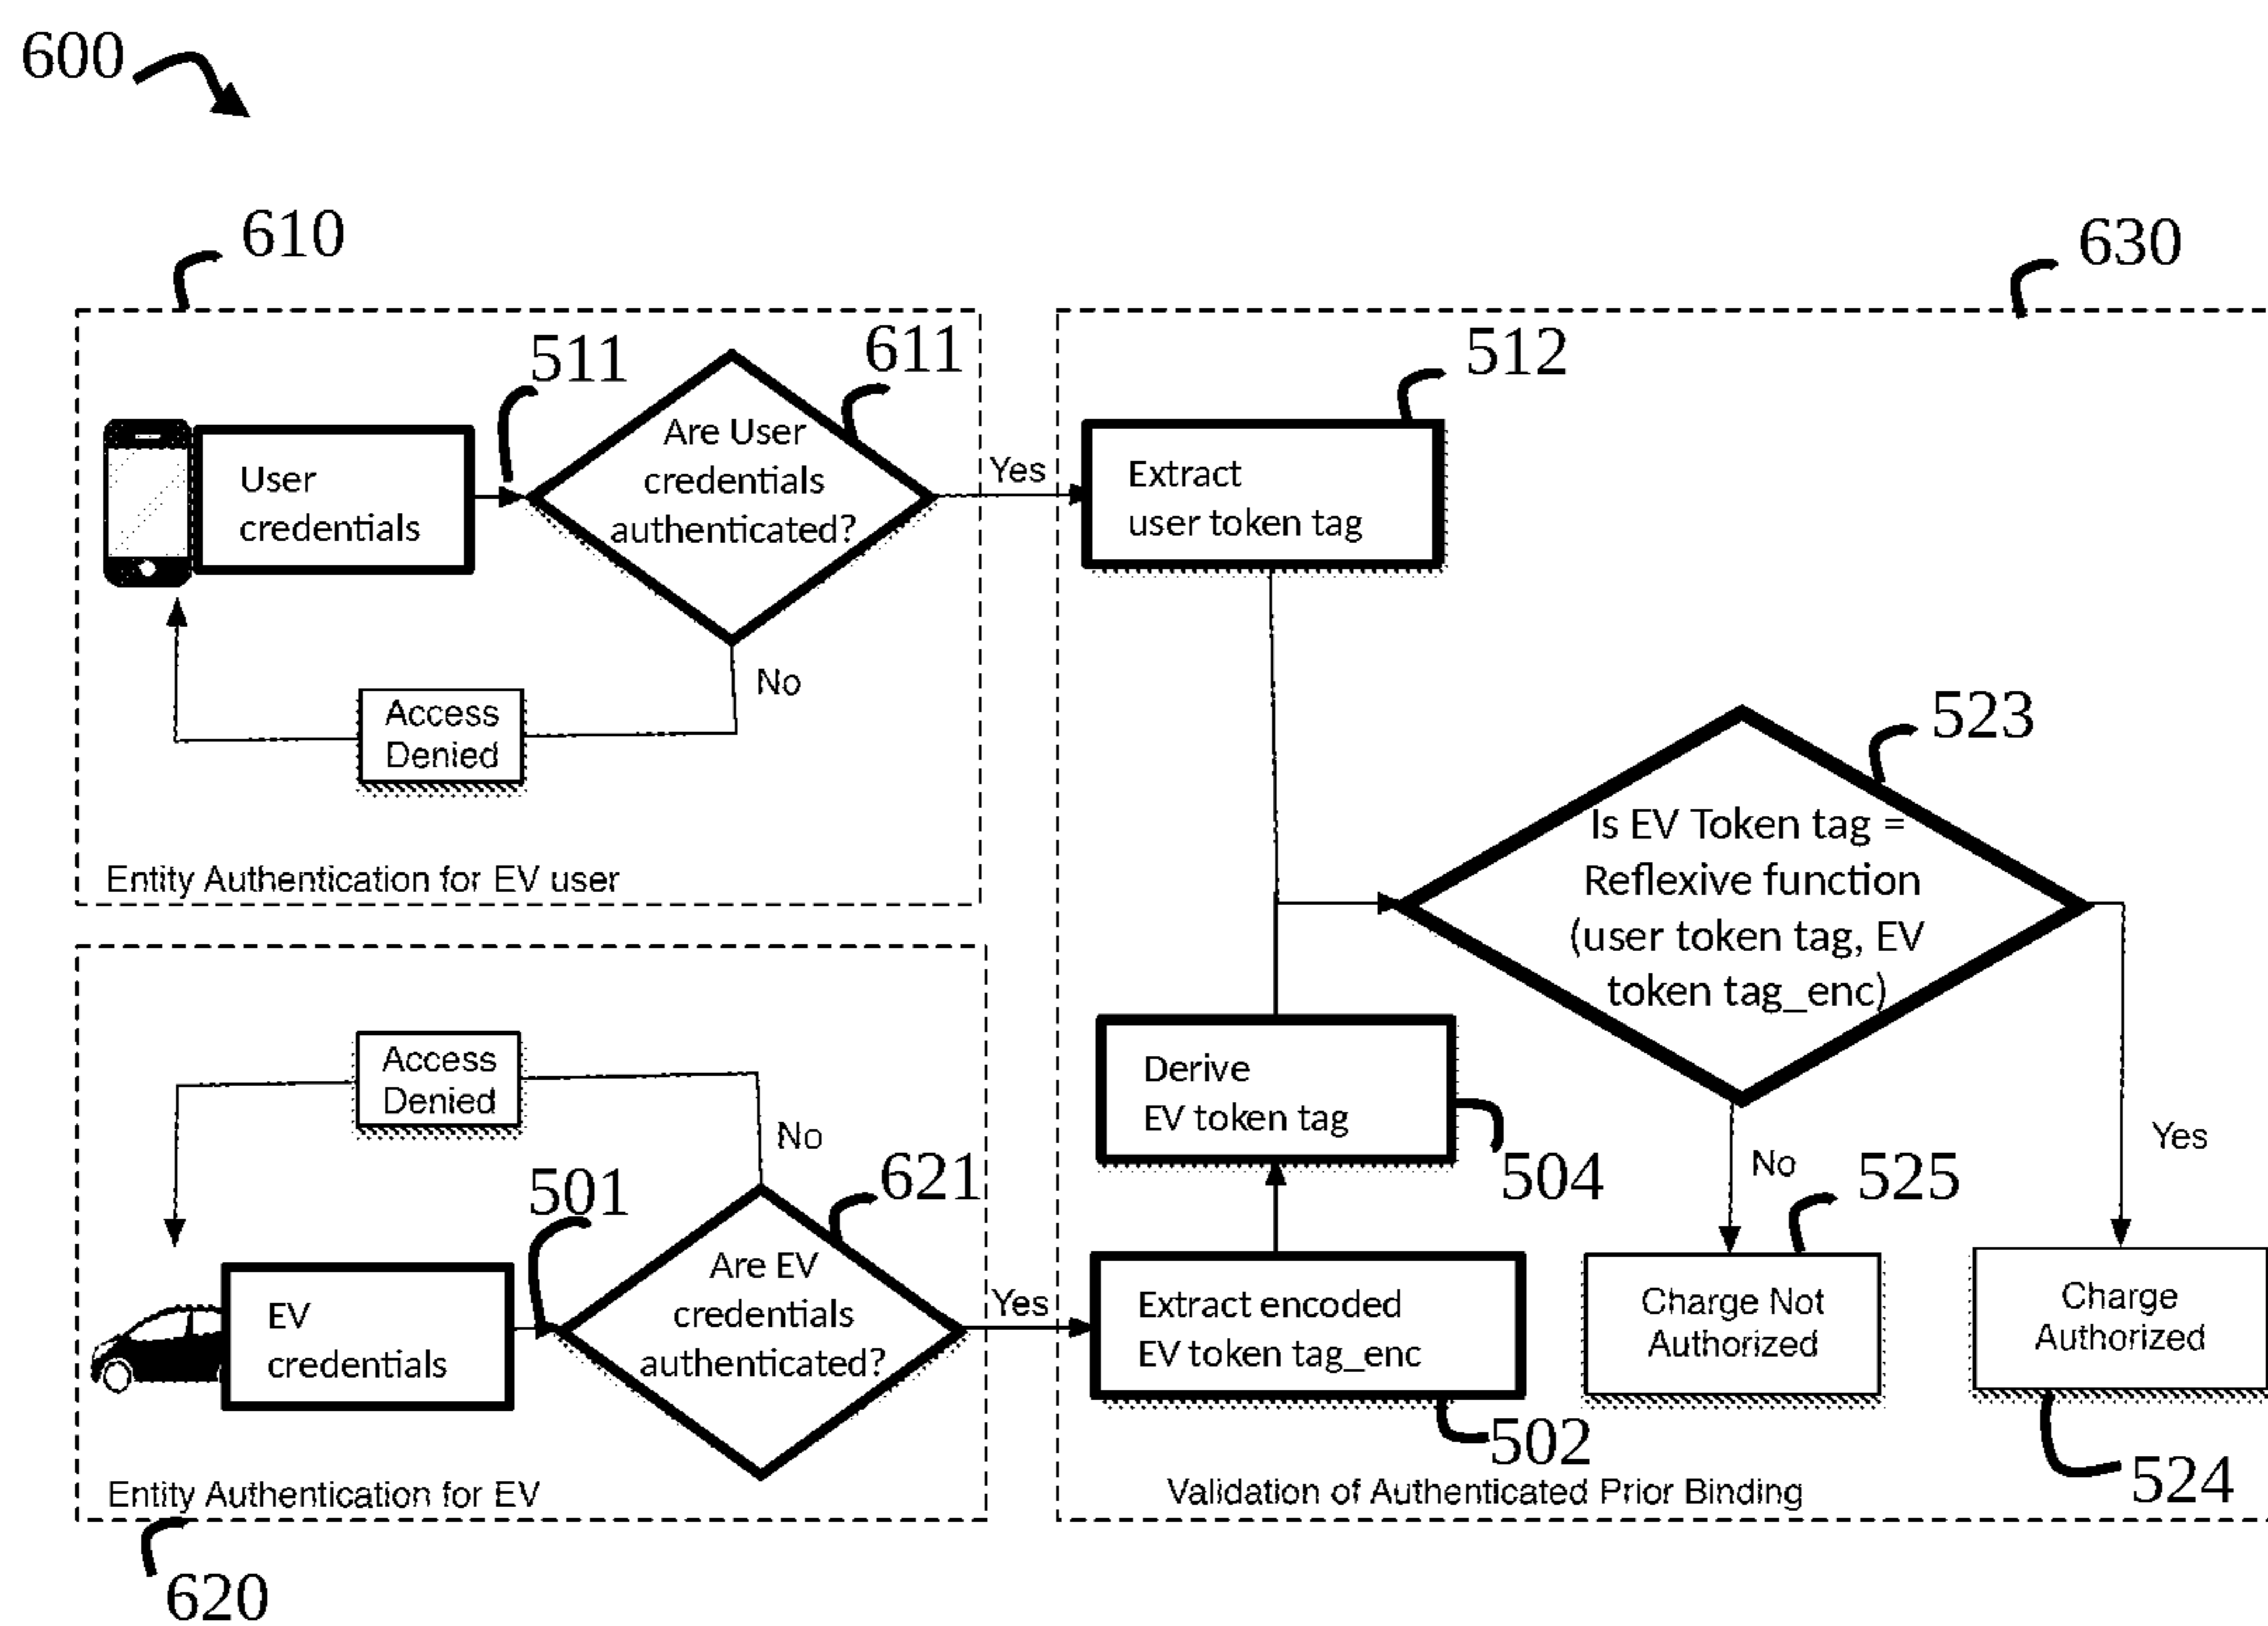 600
610
630
511
611
512
User
credentials
Are User
credentials
authenticated?
Yes
Extract
user token tag
No
Access
Denied
523
Is EV Token tag =
Reflexive function
(user token tag, EV
token tag_enc)
Entity Authentication for EV user
Access
Denied
No
Derive
EV token tag
504
No
Yes
501
621
525
EV
credentials
Are EV
credentials
authenticated?
Yes
Extract encoded
EV token tag_enc
Charge Not
Authorized
Charge
Authorized
502
524
Entity Authentication for EV
Validation of Authenticated Prior Binding
620